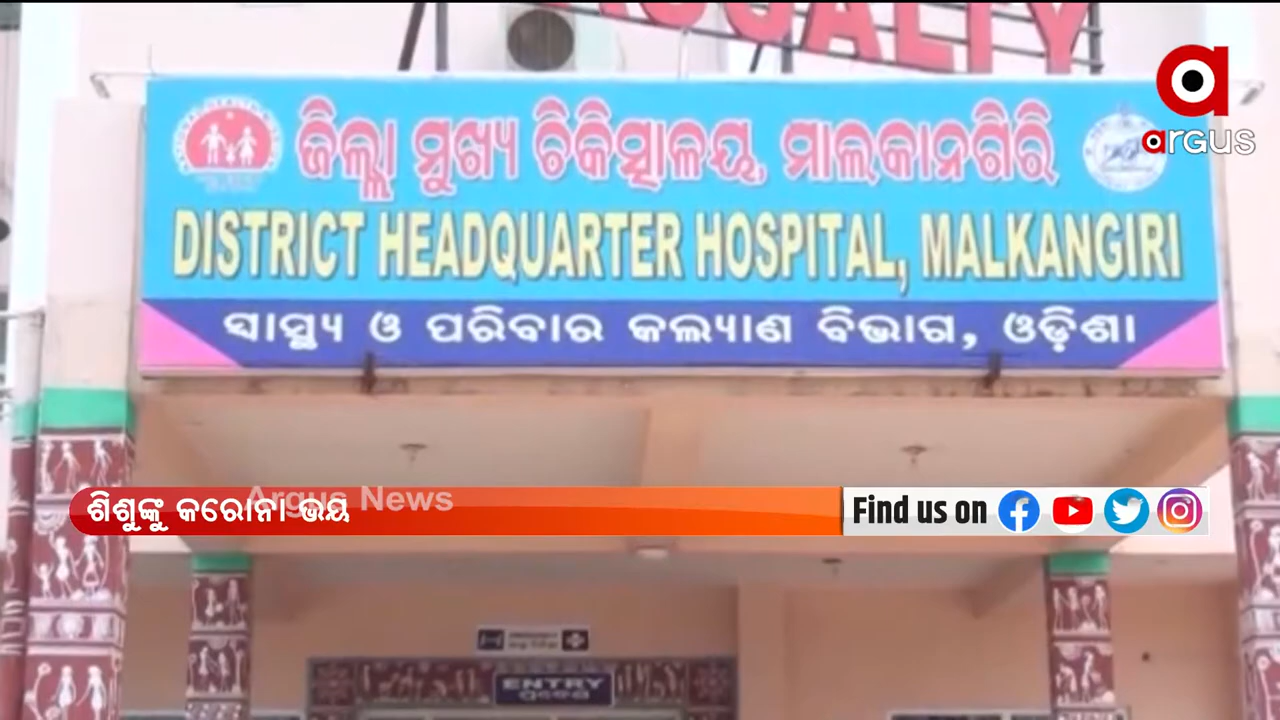 ଜିଲ୍ଲା ମୁଖ୍ୟ ଚିକିତ୍ସାଳୟ, ମାଲକାନଗିରି
argus
DISTRICT HEADQUARTER HOSPITAL, MALKANGIRI
ସ୍ୱାସ୍ଥ୍ୟ ଓ ପରିବାର କଲ୍ୟାଣ ବିଭାଗ, ଓଡ଼ିଶା
Argus News
ଶିଶୁଙ୍କୁ କରୋନା ଭୟ
Find us on
ENTRY
ପ୍ରବେଶ